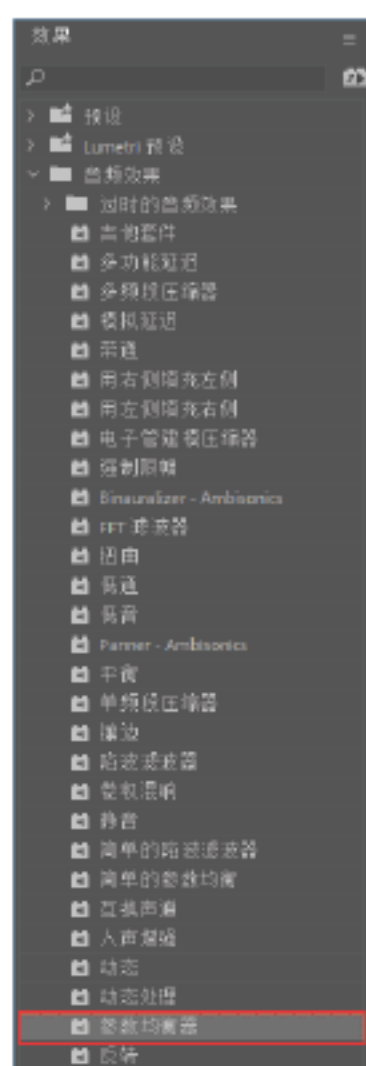 效果
预设
Lumetri 预设
音频效果
过时的音频效果
吉他套件
多功能延迟
多频段压缩器
模拟延迟
带通
用右侧填充左侧
用左侧填充右侧
电子管建模压缩器
强制限幅
Binauralizer - Ambisonics
FFT 滤波器
扭曲
低通
低音
Panner - Ambisonics
平衡
单频段压缩器
镶边
陷波滤波器
卷积混响
静音
简单的陷波滤波器
简单的参数均衡
互换声道
人声增强
动态
动态处理
参数均衡器
反转